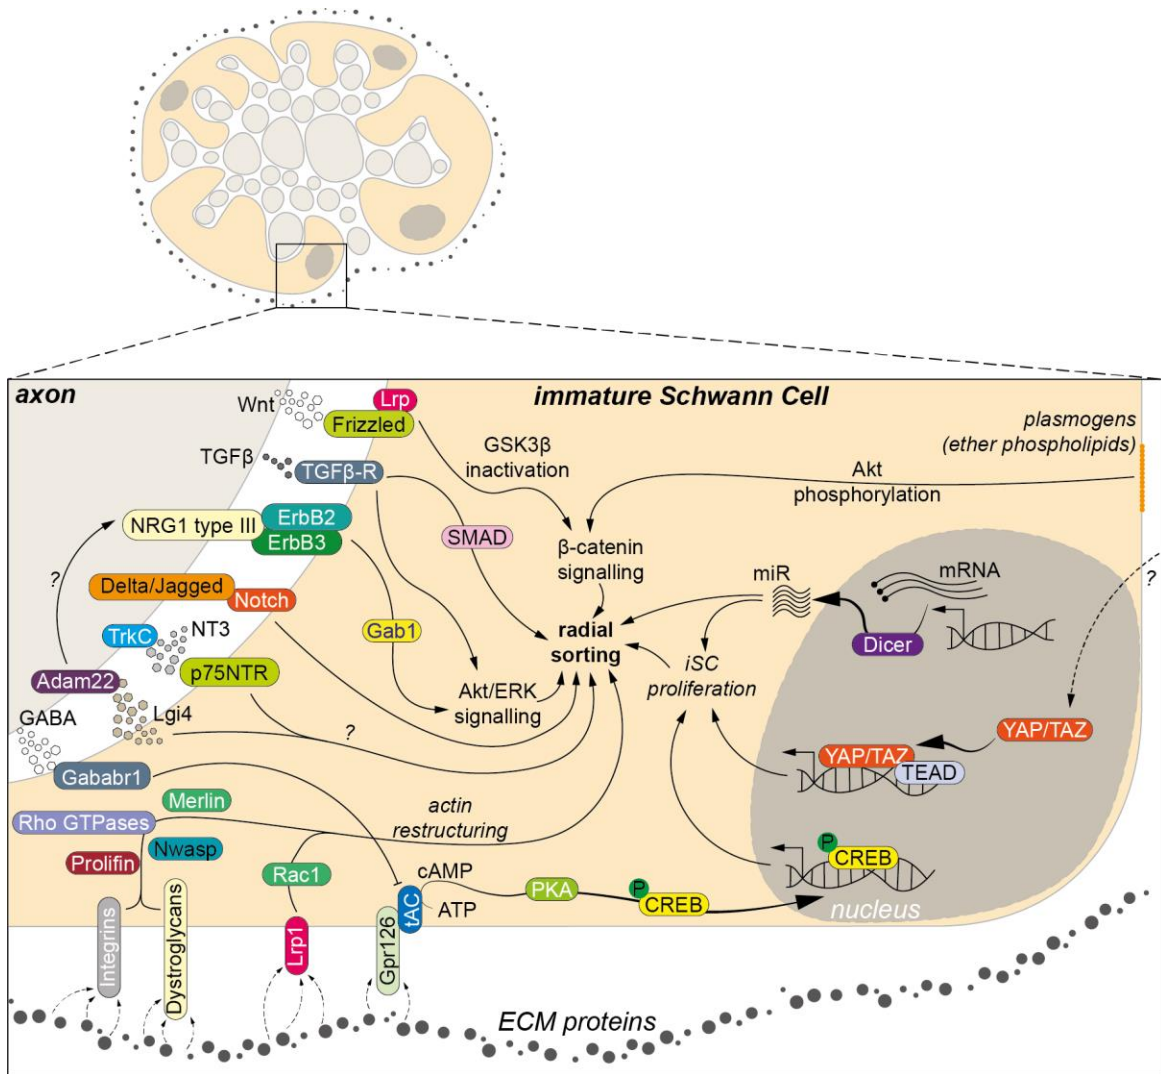 axon
immature Schwann Cell
Wnt
Lrp
Frizzled
plasmogens
(ether phospholipids)
GSK3β
inactivation
TGFβ
TGFβ-R
Akt
phosphorylation
NRG1 type III
ErbB2
ErbB3
SMAD
β-catenin
signalling
?
?
miR
mRNA
Delta/Jagged
Notch
TrkC
NT3
Gab1
radial
sorting
Dicer
iSC
proliferation
Adam22
p75NTR
Akt/ERK
signalling
GABA
Lgi4
?
YAP/TAZ
YAP/TAZ
TEAD
Gababr1
Merlin
Rho GTPases
actin
restructuring
Nwasp
Prolifin
Rac1
cAMP
ATP
PKA
P
CREB
P
CREB
nucleus
tAC
Gpr126
Integrins
Dystroglycans
Lrp1
ECM proteins